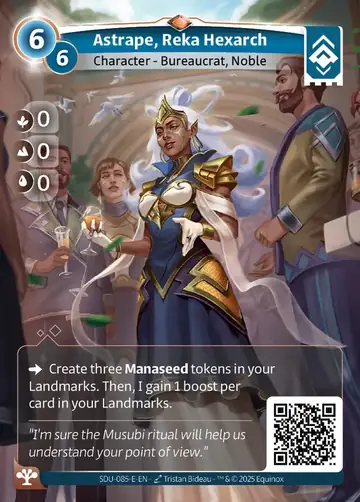 6
6
Astrape, Reka Hexarch
Character - Bureaucrat, Noble
0
0
0
Create three Manaseed tokens in your
Landmarks. Then, I gain 1 boost per
card in your Landmarks.
"I'm sure the Musubi ritual will help us
understand your point of view."
SDU-085-E-EN - Tristan Bideau - ™ & © 2025 Equinox